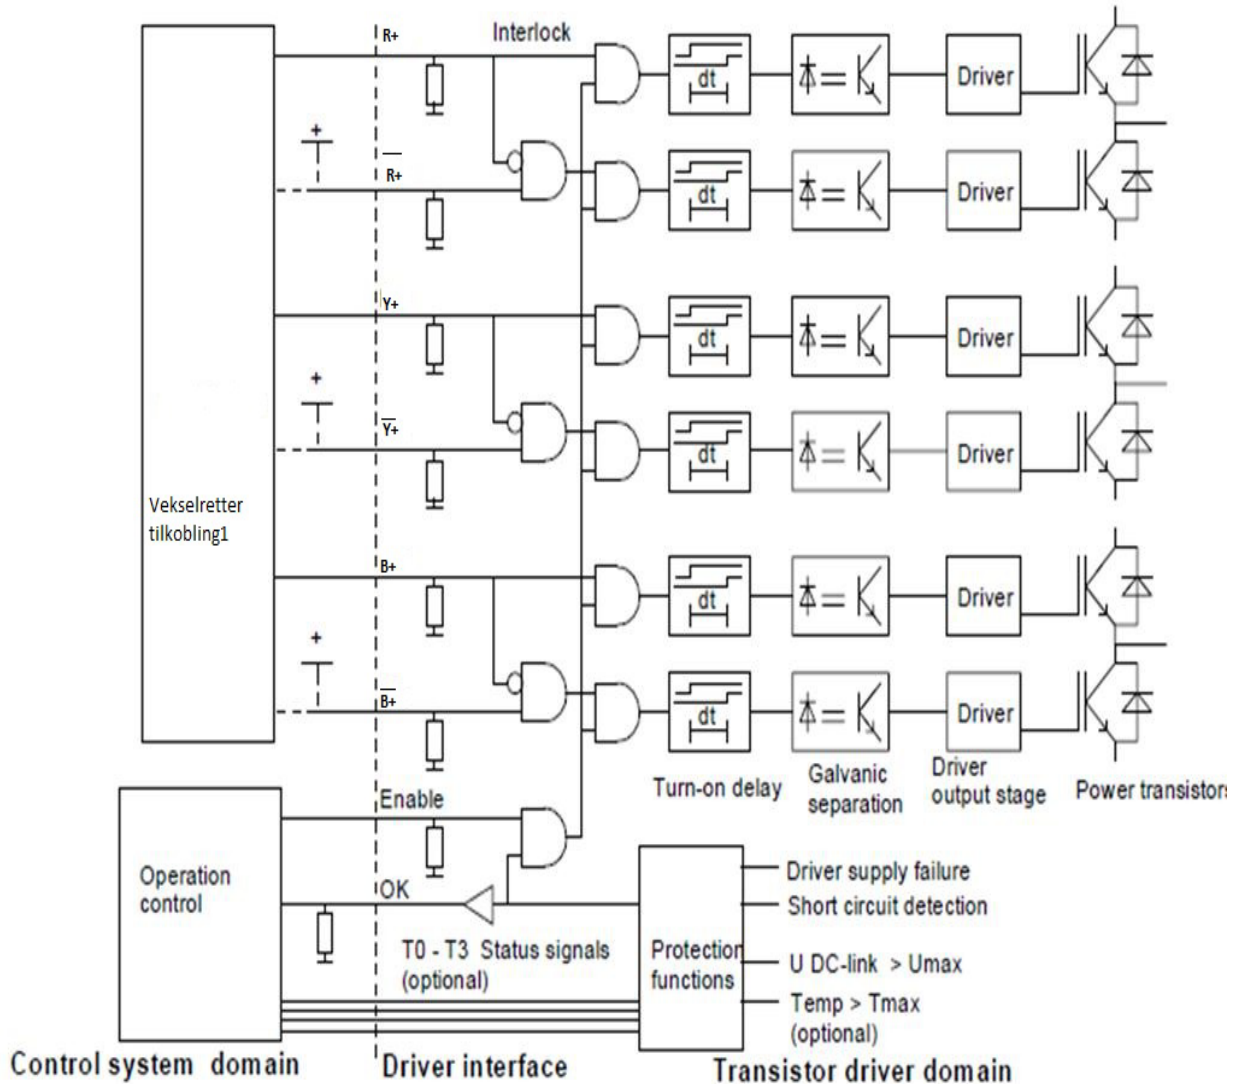 R+
Interlock
dt
Driver
+
R+
dt
Driver
Y+
dt
Driver
+
Y+
dt
Driver
Vekselretter
tilkobling1
B+
dt
Driver
+
B+
dt
Driver
Turn-on delay
Galvanic
separation
Driver
output stage
Power transistors
Enable
Operation
control
OK
T0 - T3 Status signals
(optional)
Protection
functions
Driver supply failure
Short circuit detection
U DC-link > Umax
Temp > Tmax
(optional)
Control system domain
Driver interface
Transistor driver domain